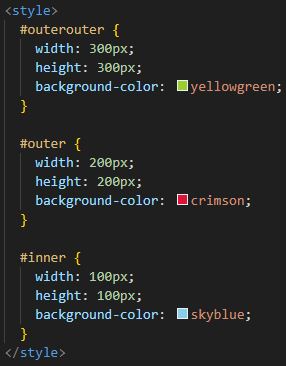 <style>
#outerouter {
width: 300px;
height: 300px;
background-color: yellowgreen;
}
#outer {
width: 200px;
height: 200px;
background-color: crimson;
}
#inner {
width: 100px;
height: 100px;
background-color: skyblue;
}
</style>